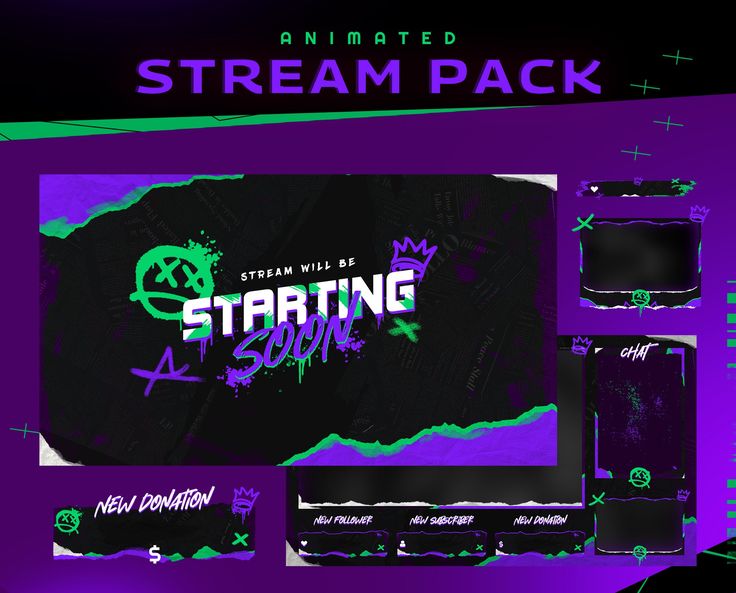 ANIMATED
STREAM PACK
STREAM WILL BE
STARTING
SOON
CHAT
NEW DONATION
NEW FOLLOWER
NEW SUBSCRIBER
NEW DONATION
$
$